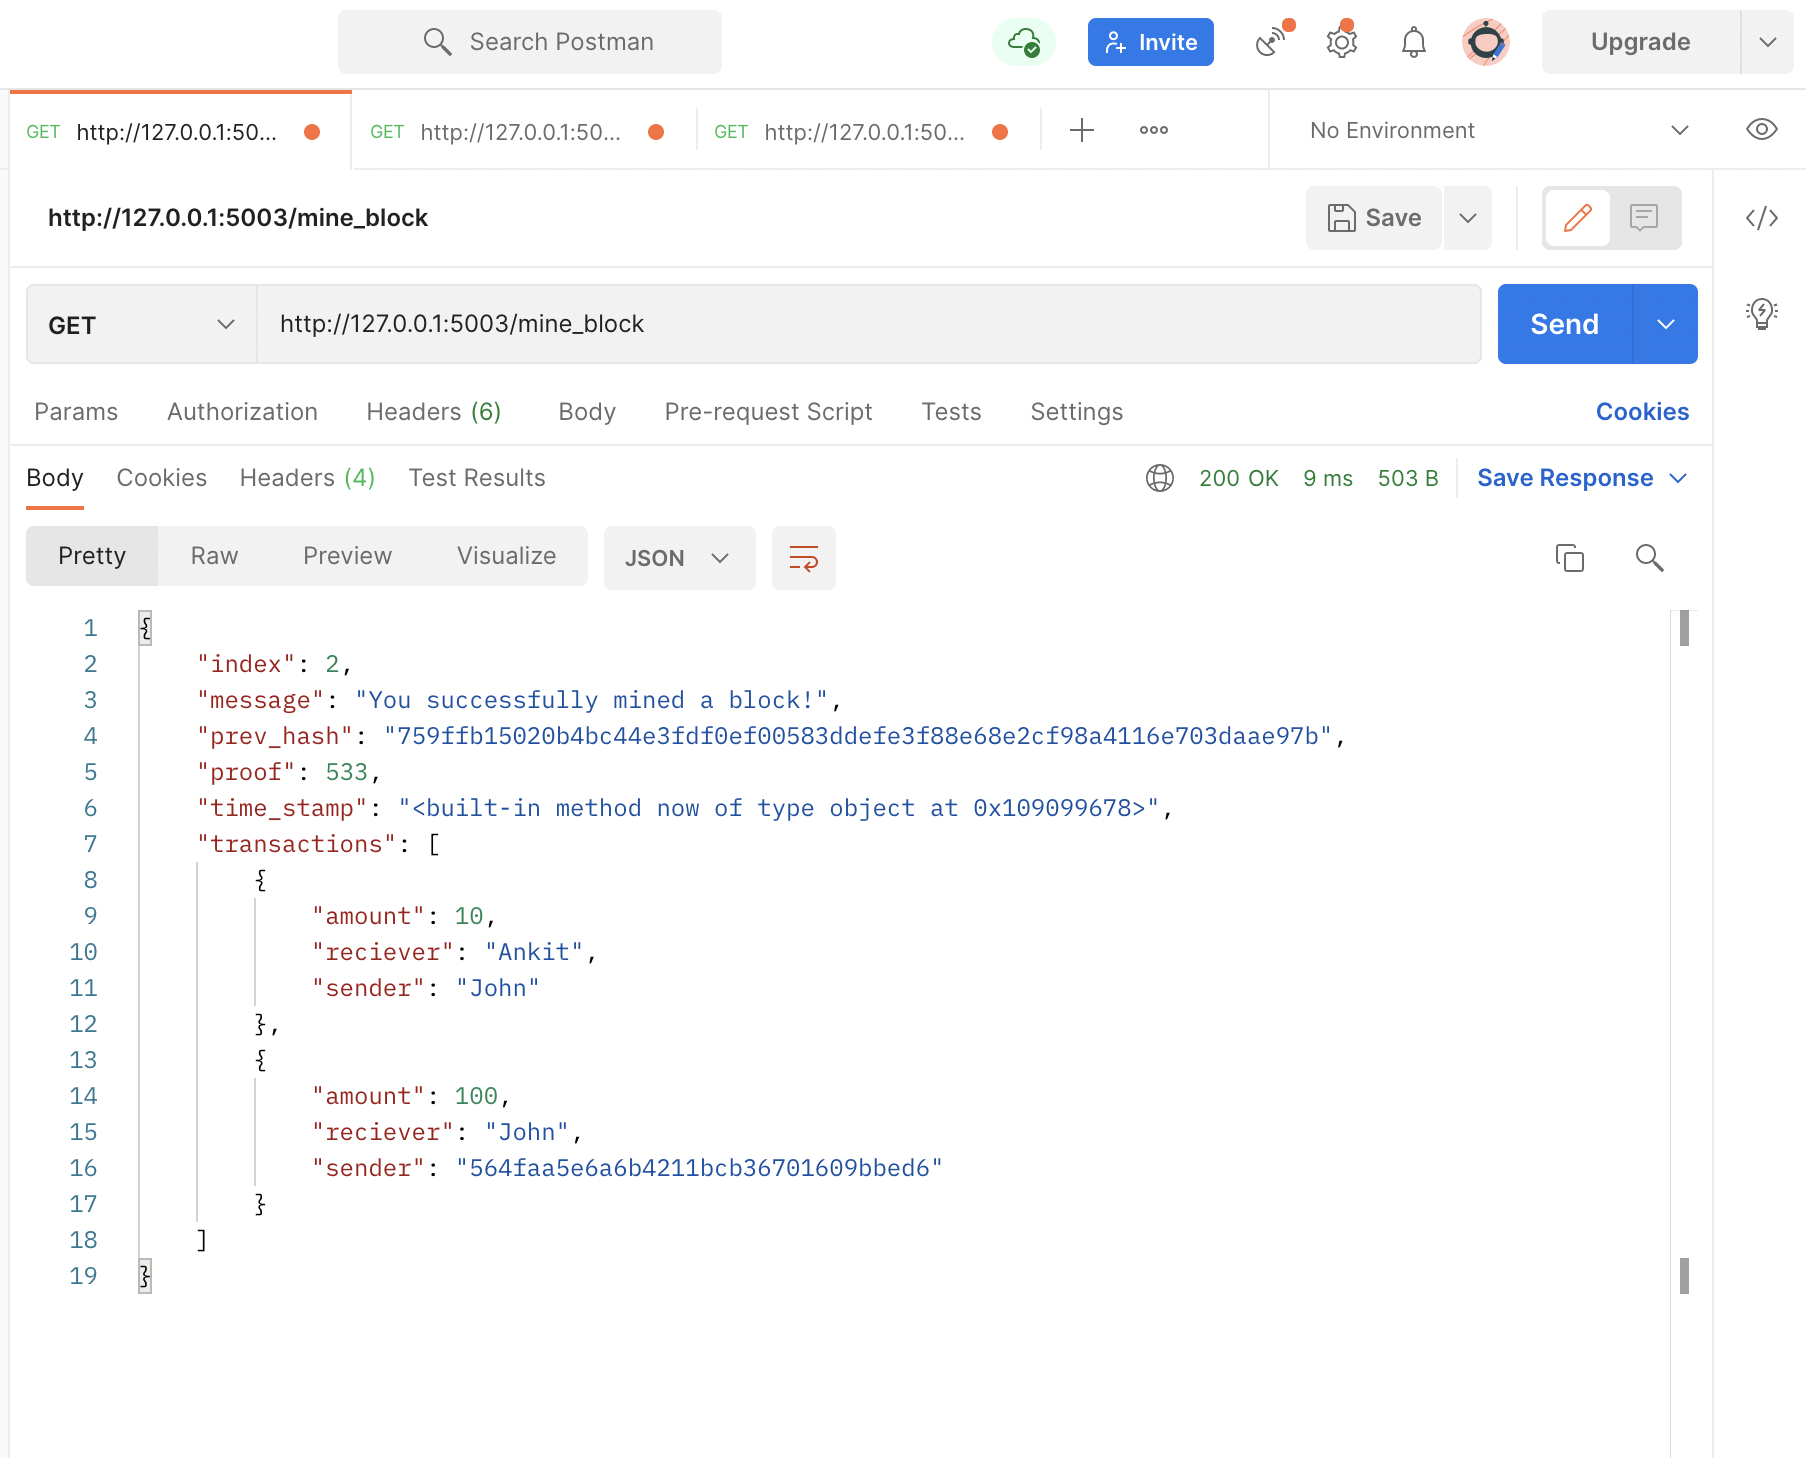 Search Postman
Invite
Upgrade
GET http://127.0.0.1:50...
GET http://127.0.0.1:50...
GET http://127.0.0.1:50...
No Environment
http://127.0.0.1:5003/mine_block
Save
GET
http://127.0.0.1:5003/mine_block
Send
Params Authorization Headers (6) Body Pre-request Script Tests Settings Cookies
Body Cookies Headers (4) Test Results 200 OK 9 ms 503 B Save Response
Pretty Raw Preview Visualize JSON
1 {
2 "index": 2,
3 "message": "You successfully mined a block!",
4 "prev_hash": "759ffb15020b4bc44e3fdf0ef00583ddefe3f88e68e2cf98a4116e703daae97b",
5 "proof": 533,
6 "time_stamp": "<built-in method now of type object at 0x109099678>",
7 "transactions": [
8 {
9 "amount": 10,
10 "reciever": "Ankit",
11 "sender": "John"
12 },
13 {
14 "amount": 100,
15 "reciever": "John",
16 "sender": "564faa5e6a6b4211bcb36701609bbed6"
17 }
18 ]
19 }